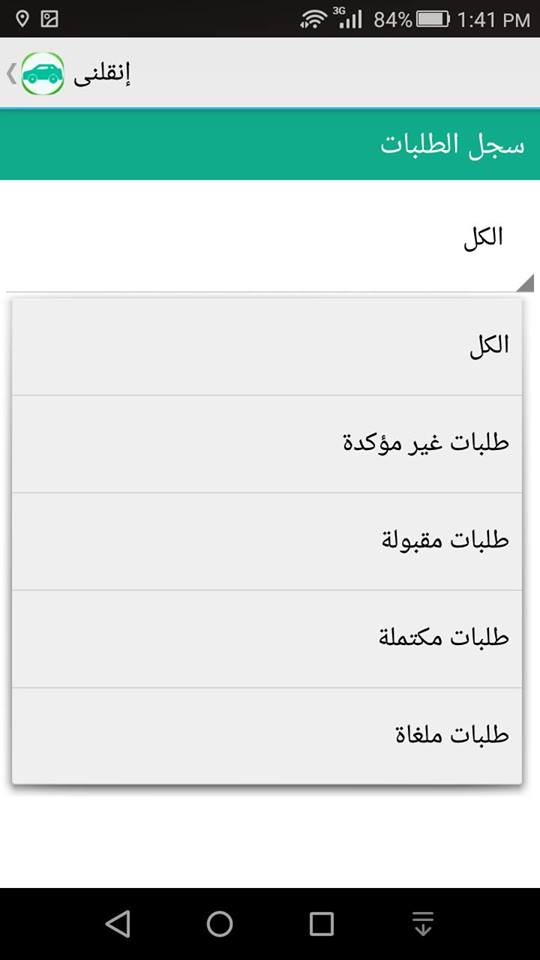 3G 84% 1:41 PM
إنقلنى
سجل الطلبات
الكل
الكل
طلبات غير مؤكدة
طلبات مقبولة
طلبات مكتملة
طلبات ملغاة